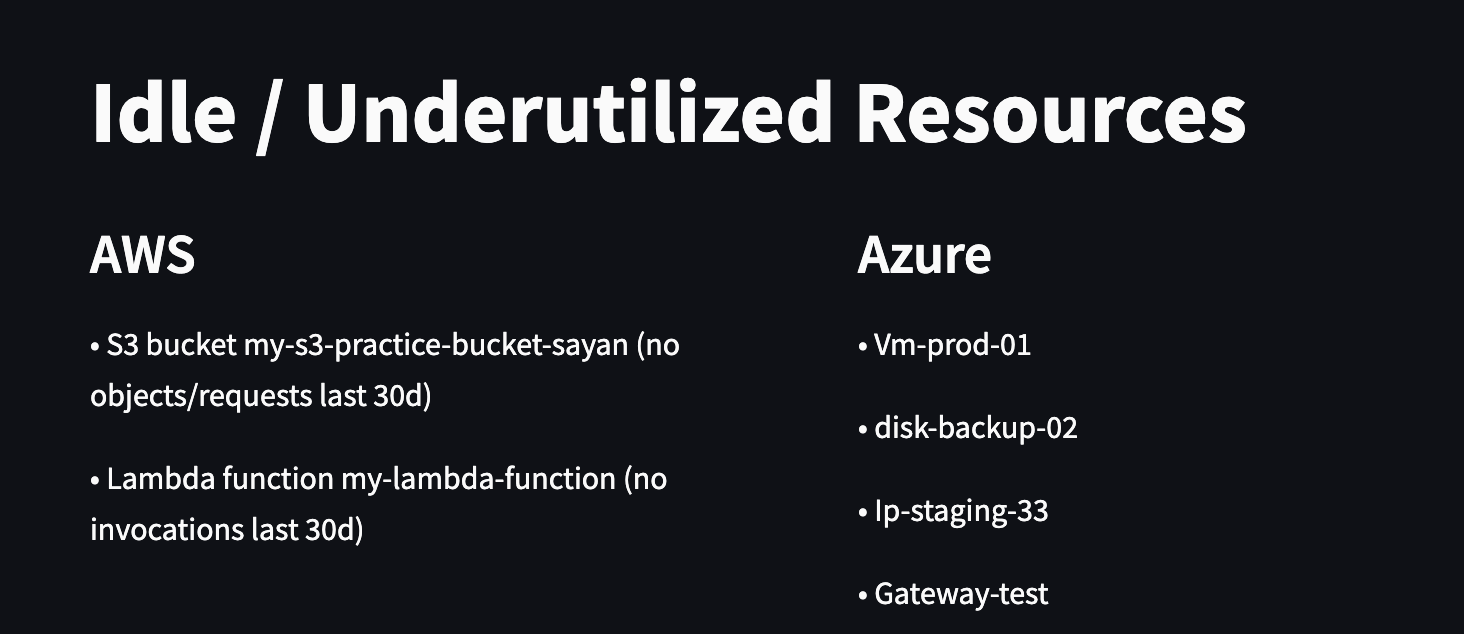 Idle / Underutilized Resources
AWS
• S3 bucket my-s3-practice-bucket-sayan (no
objects/requests last 30d)
• Lambda function my-lambda-function (no
invocations last 30d)
Azure
• Vm-prod-01
• disk-backup-02
• Ip-staging-33
• Gateway-test